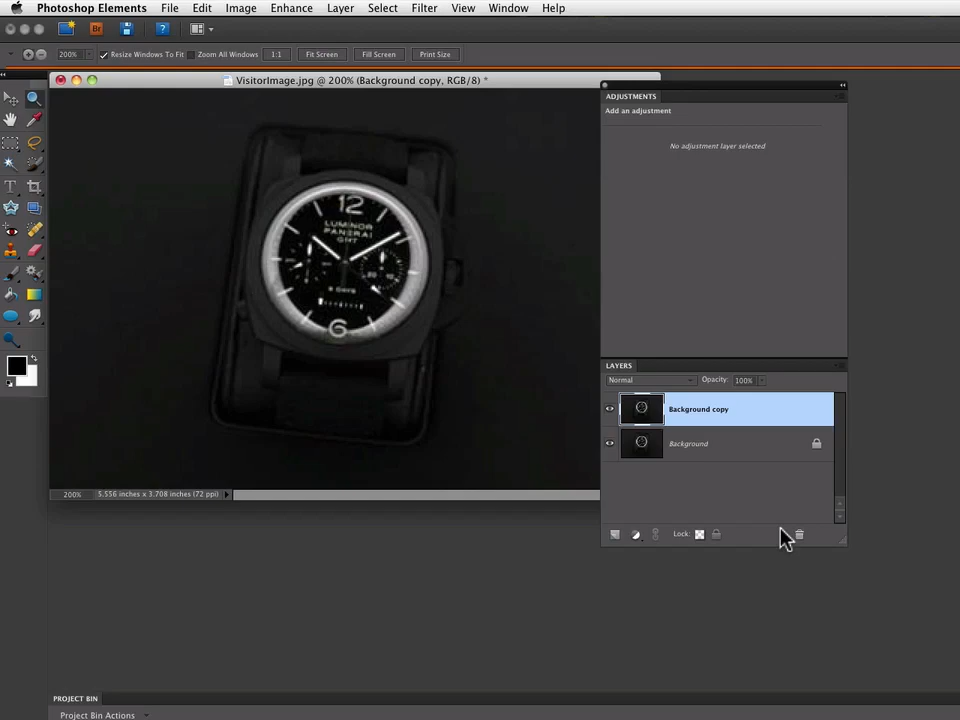 Photoshop Elements File Edit Image Enhance Layer Select Filter View Window Help
Br ?
200% Resize Windows To Fit Zoom All Windows 1:1 Fit Screen Fill Screen Print Size
VisitorImage.jpg @ 200% (Background copy, RGB/8) *
ADJUSTMENTS
Add an adjustment
No adjustment layer selected
T
12
LUMINOR
PANERAI
GMT
8 DAYS
6
LAYERS
Normal Opacity: 100%
Background copy
Background
200% 5.556 inches x 3.708 inches (72 ppi)
Lock:
PROJECT BIN
Project Bin Actions